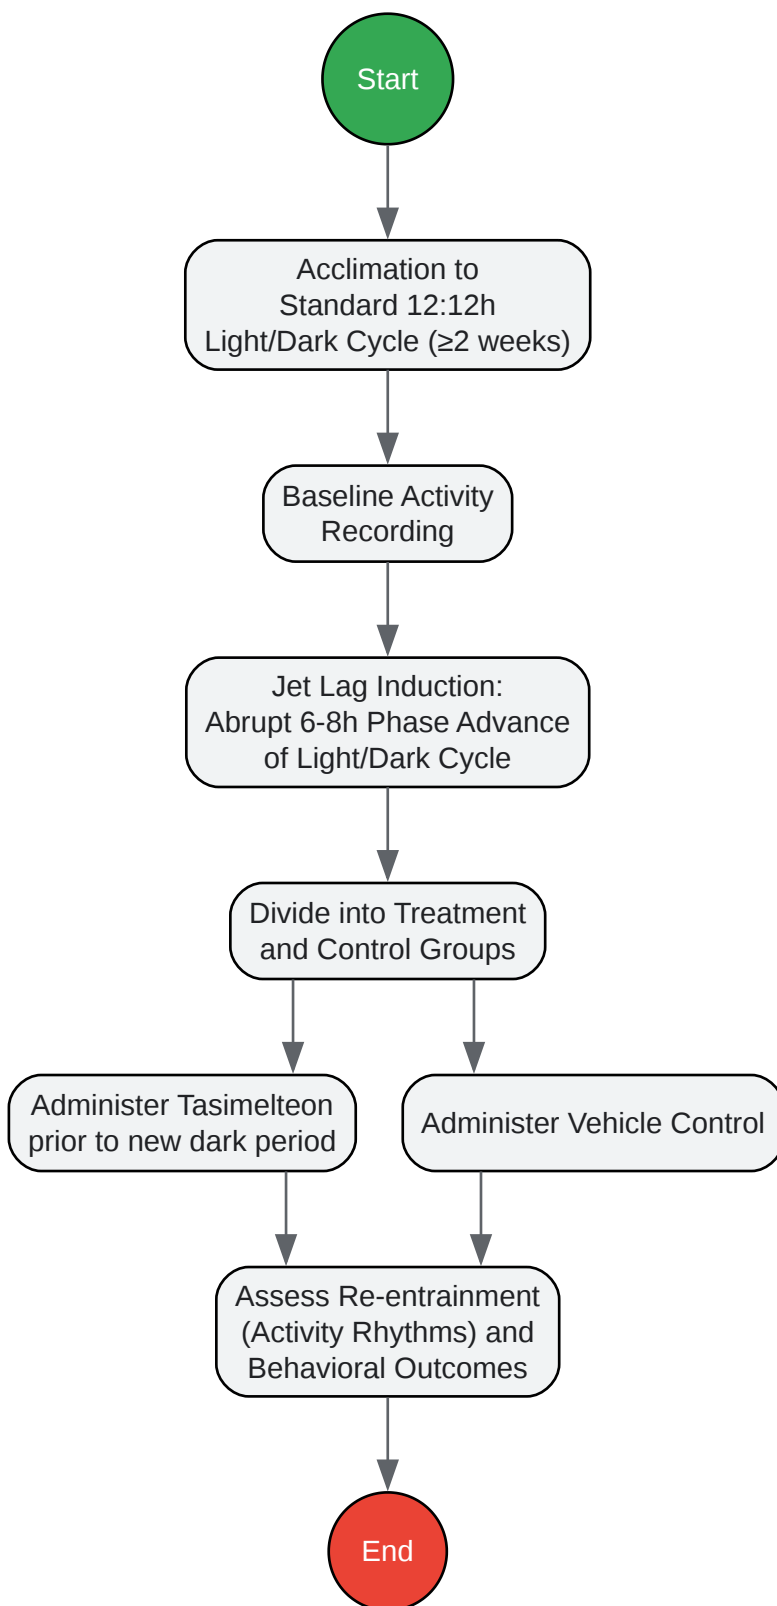 Start
Acclimation to
Standard 12:12h
Light/Dark Cycle (≥2 weeks)
Baseline Activity
Recording
Jet Lag Induction:
Abrupt 6-8h Phase Advance
of Light/Dark Cycle
Divide into Treatment
and Control Groups
Administer Tasimelteon
prior to new dark period
Administer Vehicle Control
Assess Re-entrainment
(Activity Rhythms) and
Behavioral Outcomes
End